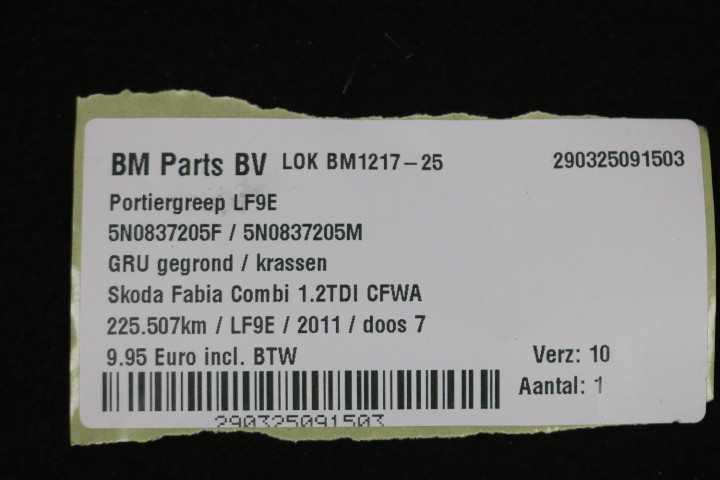 BM Parts BV LOK BM1217-25 290325091503
Portiergreep LF9E
5N0837205F / 5N0837205M
GRU gegrond / krassen
Skoda Fabia Combi 1.2TDI CFWA
225.507km / LF9E / 2011 / doos 7
9.95 Euro incl. BTW Verz: 10
Aantal: 1
290325091503